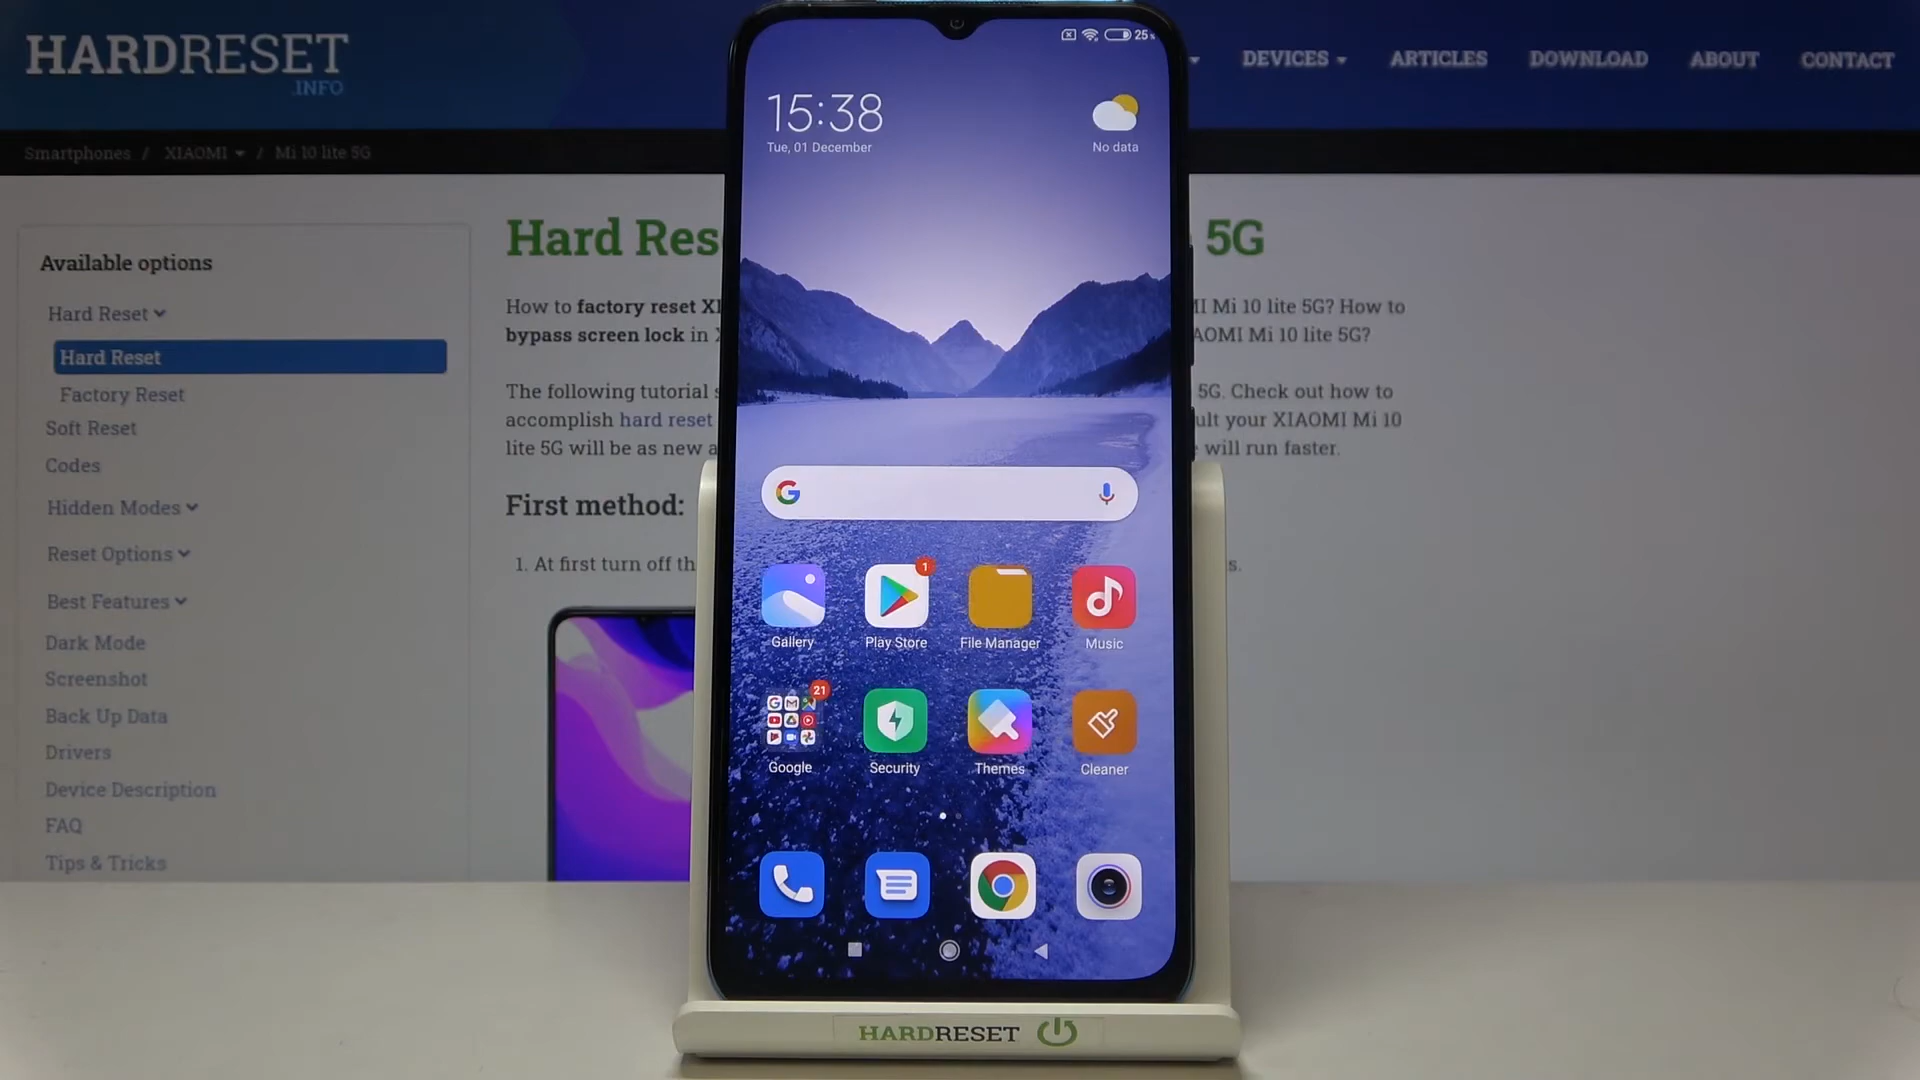 HARDRESET
.INFO
DEVICES
ARTICLES
DOWNLOAD
ABOUT
CONTACT
Smartphones / XIAOMI / Mi 10 lite 5G
Available options
Hard Reset
Hard Reset
Factory Reset
Soft Reset
Codes
Hidden Modes
Reset Options
Best Features
Dark Mode
Screenshot
Back Up Data
Drivers
Device Description
FAQ
Tips & Tricks
Hard Res
5G
How to factory reset XI
MI Mi 10 lite 5G? How to
bypass screen lock in
AOMI Mi 10 lite 5G?
The following tutorial
5G. Check out how to
accomplish hard reset
ult your XIAOMI Mi 10
lite 5G will be as new a
will run faster.
First method:
1. At first turn off th
s.
25%
15:38
Tue, 01 December
No data
1
Gallery
Play Store
File Manager
Music
21
Google
Security
Themes
Cleaner
HARDRESET